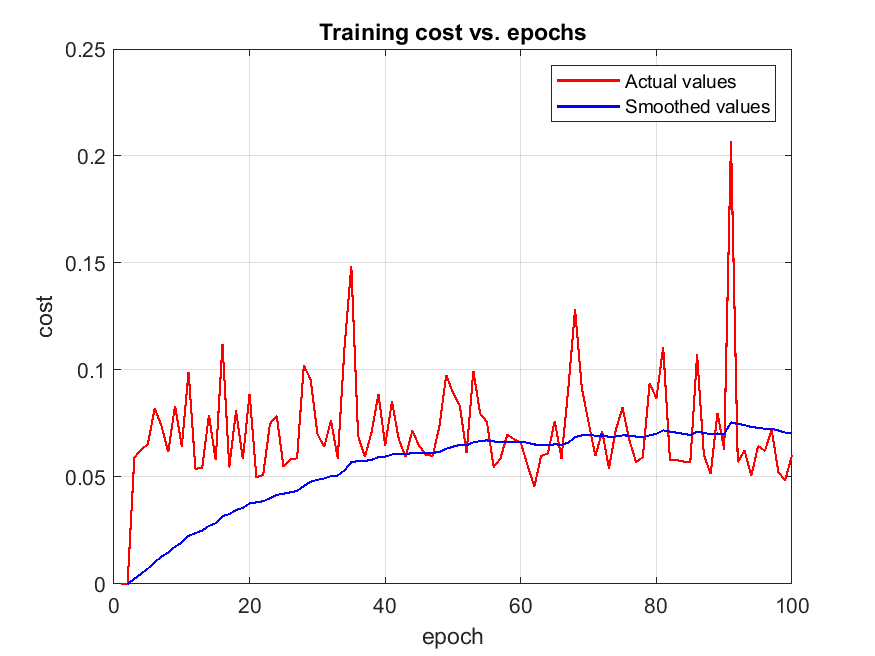 Training cost vs. epochs
0.25
0.2
0.15
0.1
0.05
0
cost
Actual values
Smoothed values
0 20 40 60 80 100
epoch